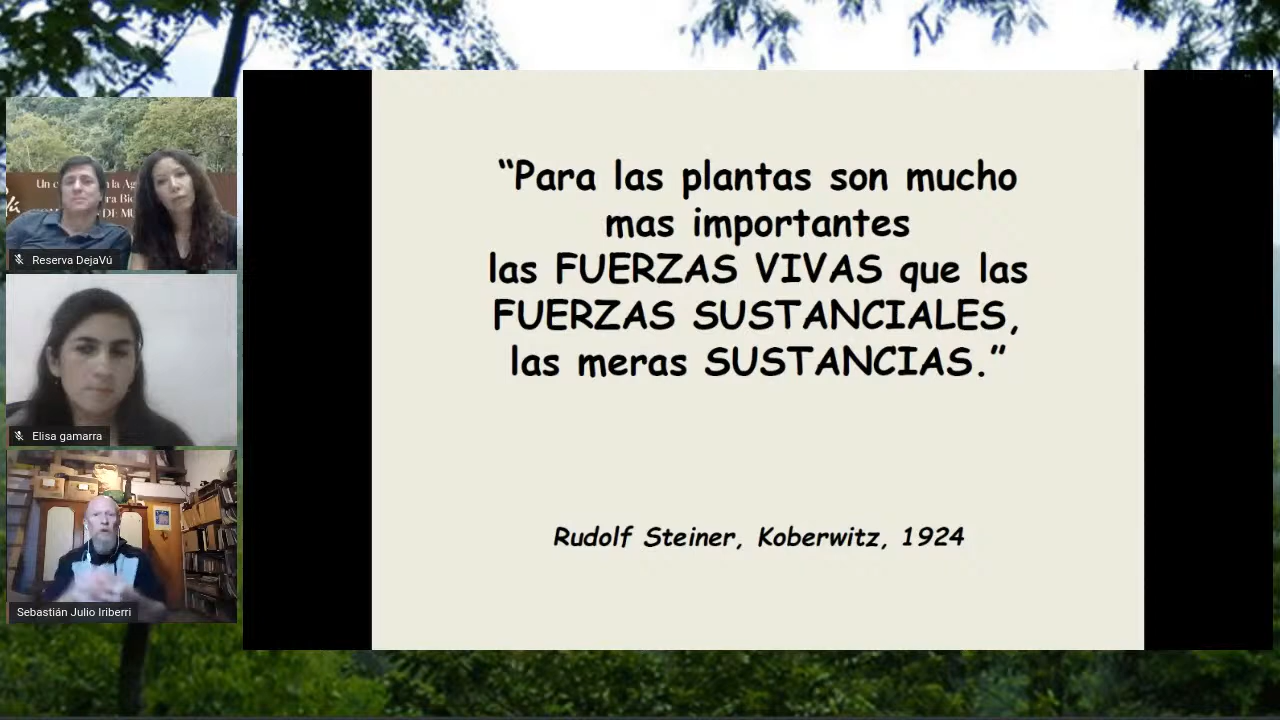 “Para las plantas son mucho
mas importantes
las FUERZAS VIVAS que las
FUERZAS SUSTANCIALES,
las meras SUSTANCIAS.”
Rudolf Steiner, Koberwitz, 1924
Reserva DejaVú
Elisa gamarra
Sebastián Julio Iriberri